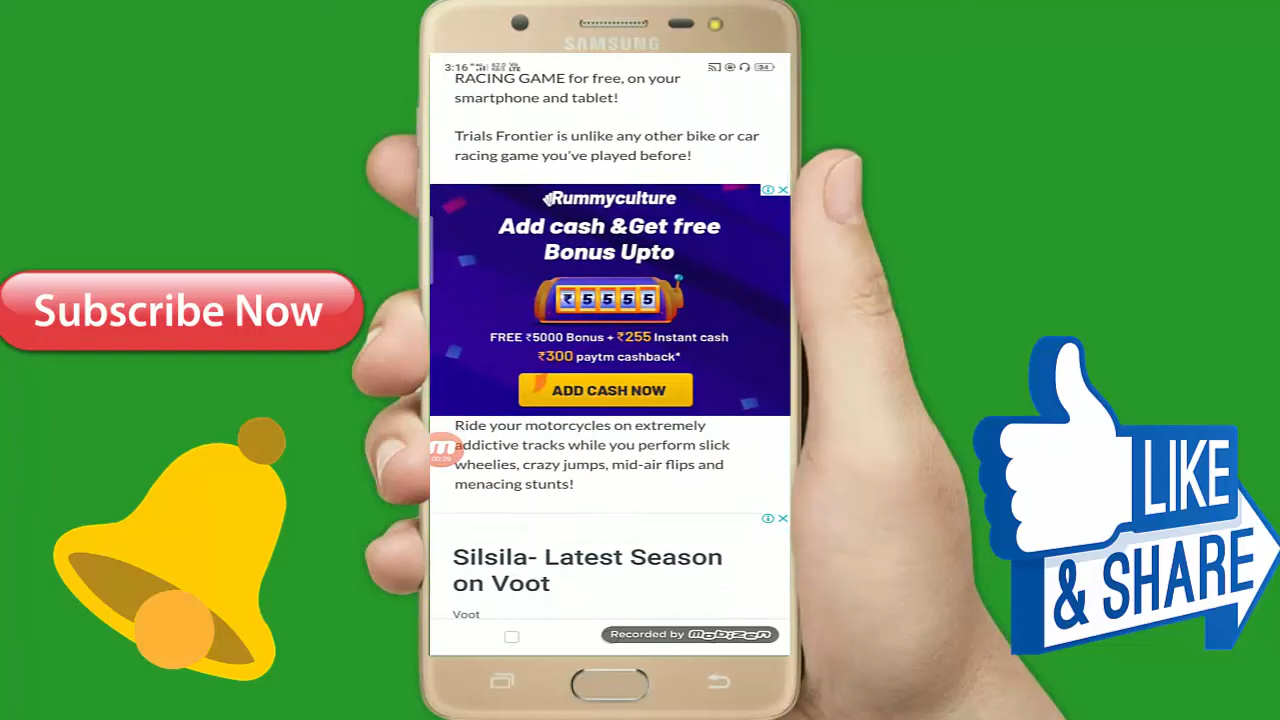 SAMSUNG
3:16
RACING GAME for free, on your
smartphone and tablet!
Trials Frontier is unlike any other bike or car
racing game you've played before!
Rummyculture
Add cash &Get free
Bonus Upto
₹5555
FREE ₹5000 Bonus + ₹255 Instant cash
₹300 paytm cashback*
ADD CASH NOW
Ride your motorcycles on extremely
addictive tracks while you perform slick
wheelies, crazy jumps, mid-air flips and
menacing stunts!
Silsila- Latest Season
on Voot
Voot
Recorded by mobizen
Subscribe Now
LIKE
& SHARE